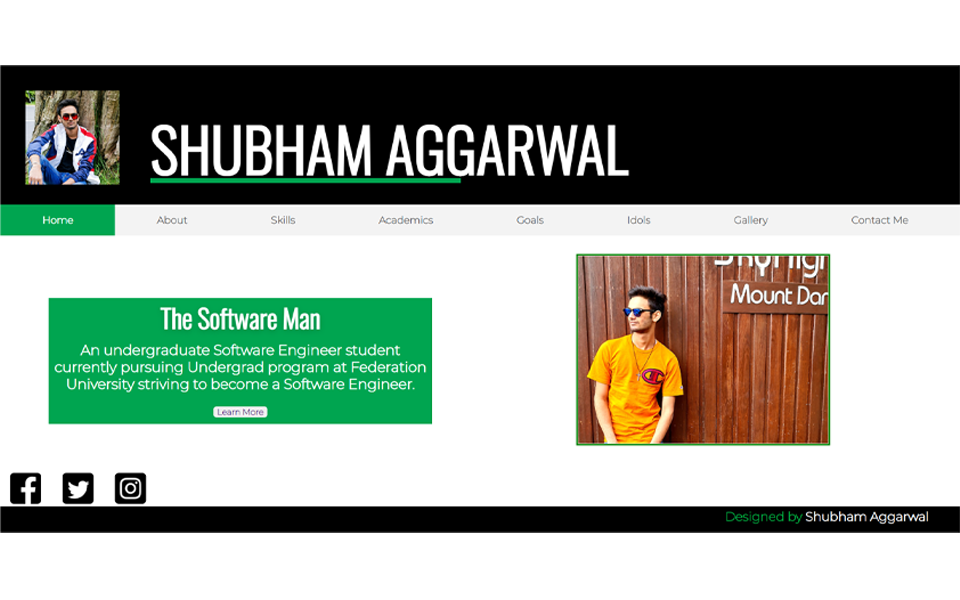 SHUBHAM AGGARWAL
Home About Skills Academics Goals Idols Gallery Contact Me
Mount Dar
The Software Man
An undergraduate Software Engineer student
currently pursuing Undergrad program at Federation
University striving to become a Software Engineer.
Learn More
Designed by Shubham Aggarwal